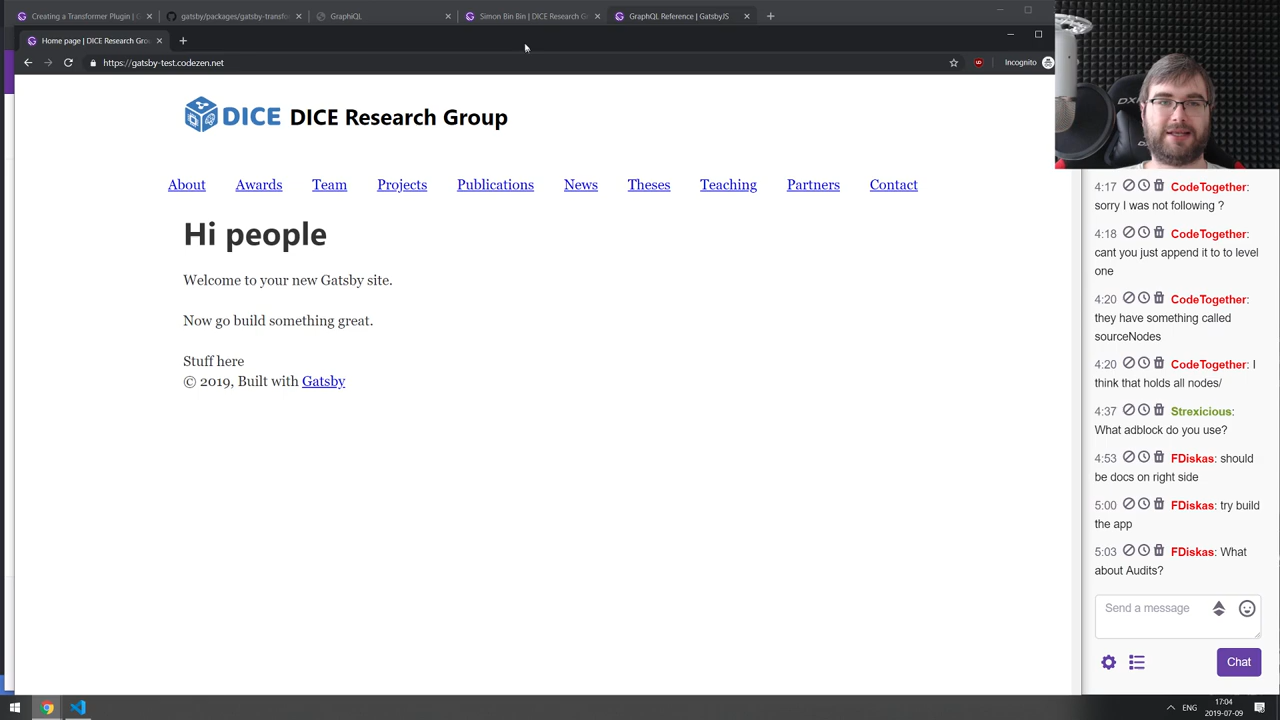 Creating a Transformer Plugin | G
gatsby/packages/gatsby-transfor
GraphiQL
Simon Bin Bin | DICE Research Gr
GraphQL Reference | GatsbyJS
Home page | DICE Research Grou
https://gatsby-test.codezen.net
Incognito
DICE DICE Research Group
About Awards Team Projects Publications News Theses Teaching Partners Contact
Hi people
Welcome to your new Gatsby site.
Now go build something great.
Stuff here
© 2019, Built with Gatsby
4:17 CodeTogether:
sorry I was not following ?
4:18 CodeTogether:
cant you just append it to to level
one
4:20 CodeTogether:
they have something called
sourceNodes
4:20 CodeTogether: I
think that holds all nodes/
4:37 Strexicious:
What adblock do you use?
4:53 FDiskas: should
be docs on right side
5:00 FDiskas: try build
the app
5:03 FDiskas: What
about Audits?
Send a message
Chat
ENG
17:04
2019-07-09